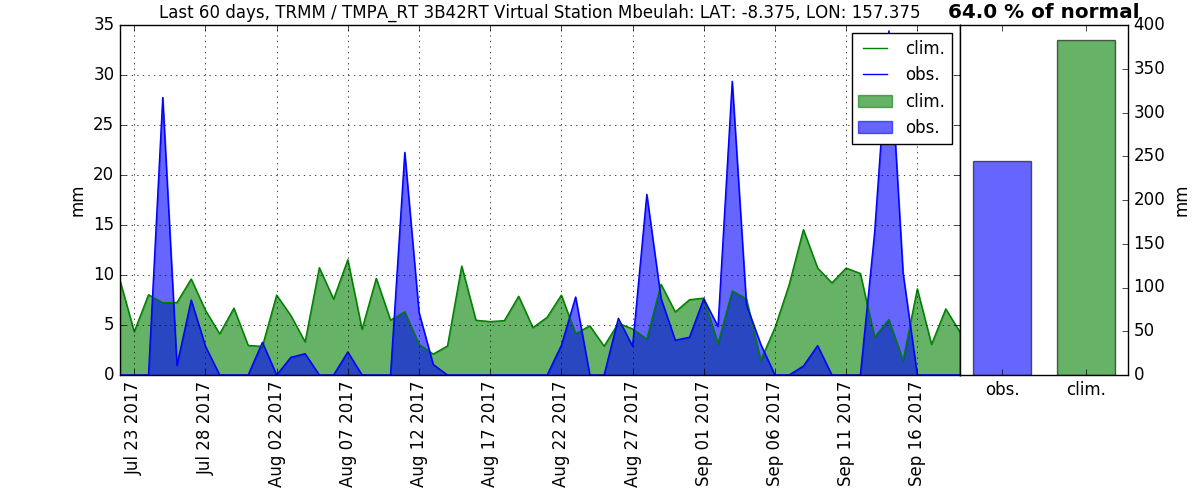 Last 60 days, TRMM / TMPA_RT 3B42RT Virtual Station Mbeulah: LAT: -8.375, LON: 157.375
64.0 % of normal
35
30
25
20
15
10
5
0
mm
clim.
obs.
clim.
obs.
Jul 23 2017
Jul 28 2017
Aug 02 2017
Aug 07 2017
Aug 12 2017
Aug 17 2017
Aug 22 2017
Aug 27 2017
Sep 01 2017
Sep 06 2017
Sep 11 2017
Sep 16 2017
400
350
300
250
200
150
100
50
0
mm
obs.
clim.